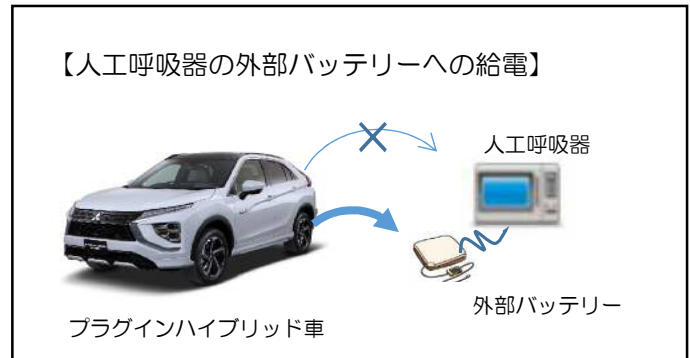 【人工呼吸器の外部バッテリーへの給電】
人工呼吸器
外部バッテリー
プラグインハイブリッド車